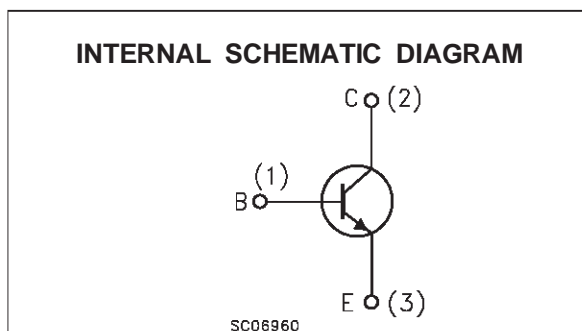 INTERNAL SCHEMATIC DIAGRAM
C (2)
(1)
B
E (3)
SC06960